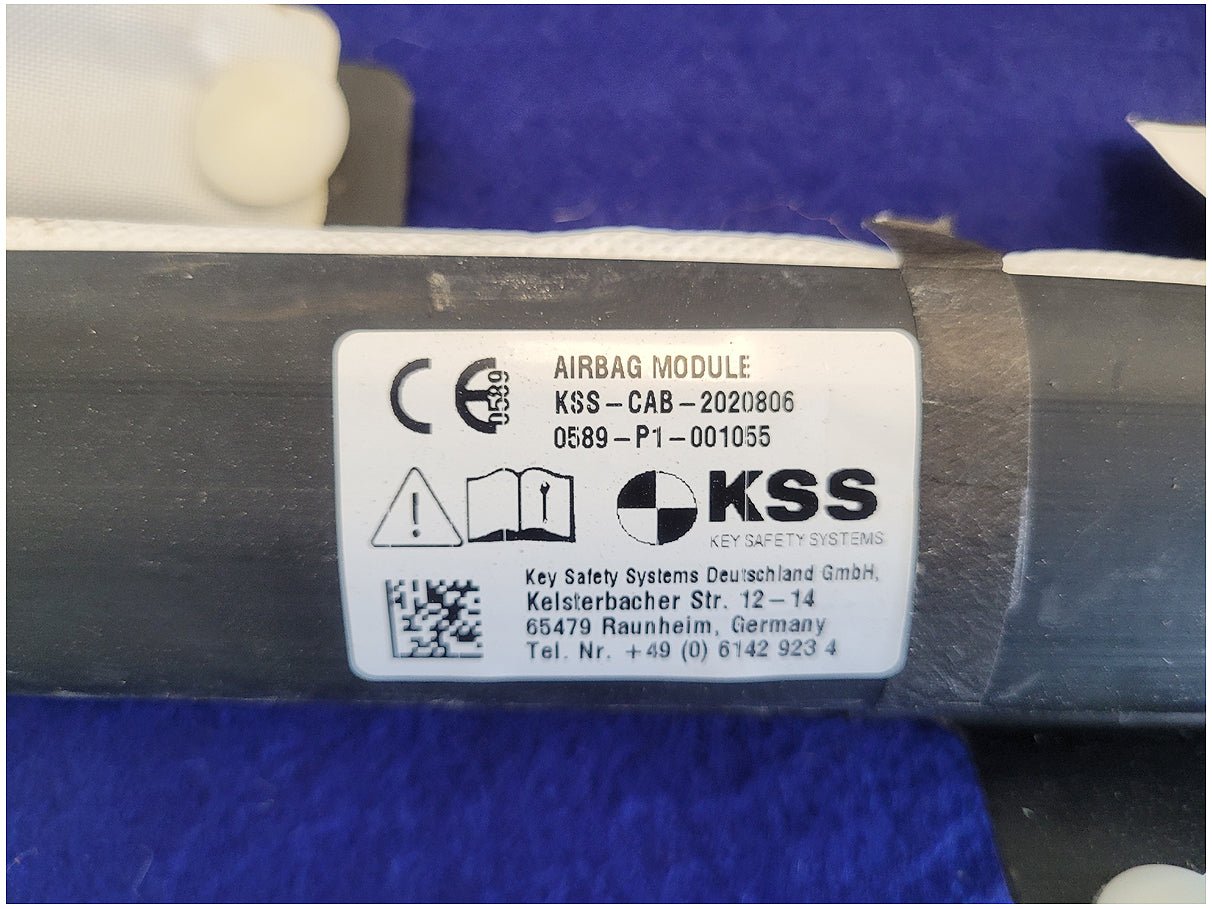 CE 0589
AIRBAG MODULE
KSS-CAB-2020806
0589-P1-001055
KSS
KEY SAFETY SYSTEMS
Key Safety Systems Deutschland GmbH,
Kelsterbacher Str. 12-14
65479 Raunheim, Germany
Tel. Nr. +49 (0) 6142 923 4